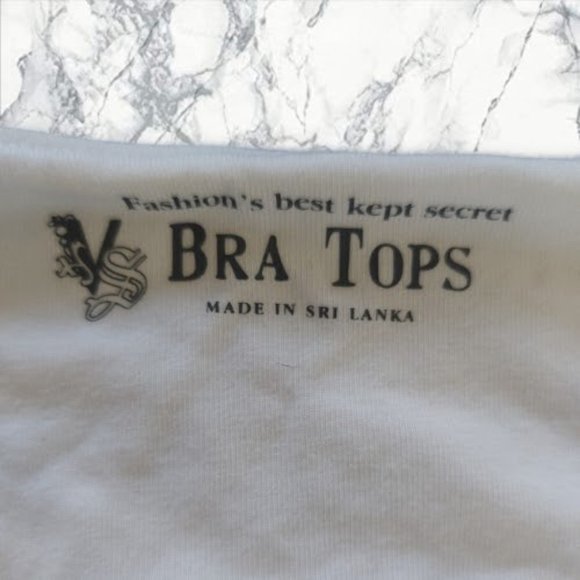 Fashion's best kept secret
VS BRA TOPS
MADE IN SRI LANKA